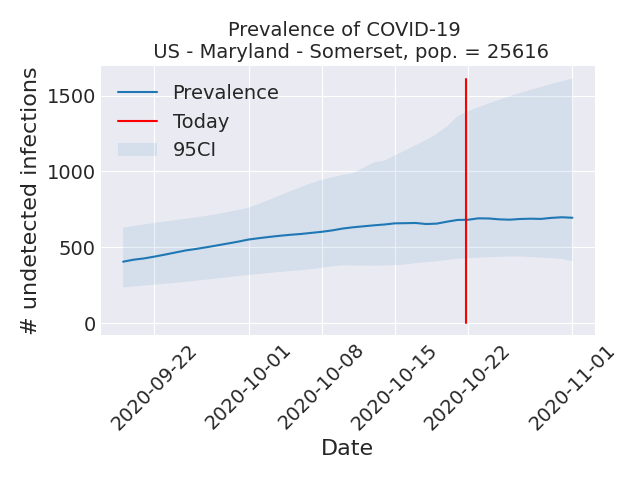 Prevalence of COVID-19
US - Maryland - Somerset, pop. = 25616
# undetected infections
1500
1000
500
0
Prevalence
Today
95CI
2020-09-22
2020-10-01
2020-10-08
2020-10-15
2020-10-22
2020-11-01
Date